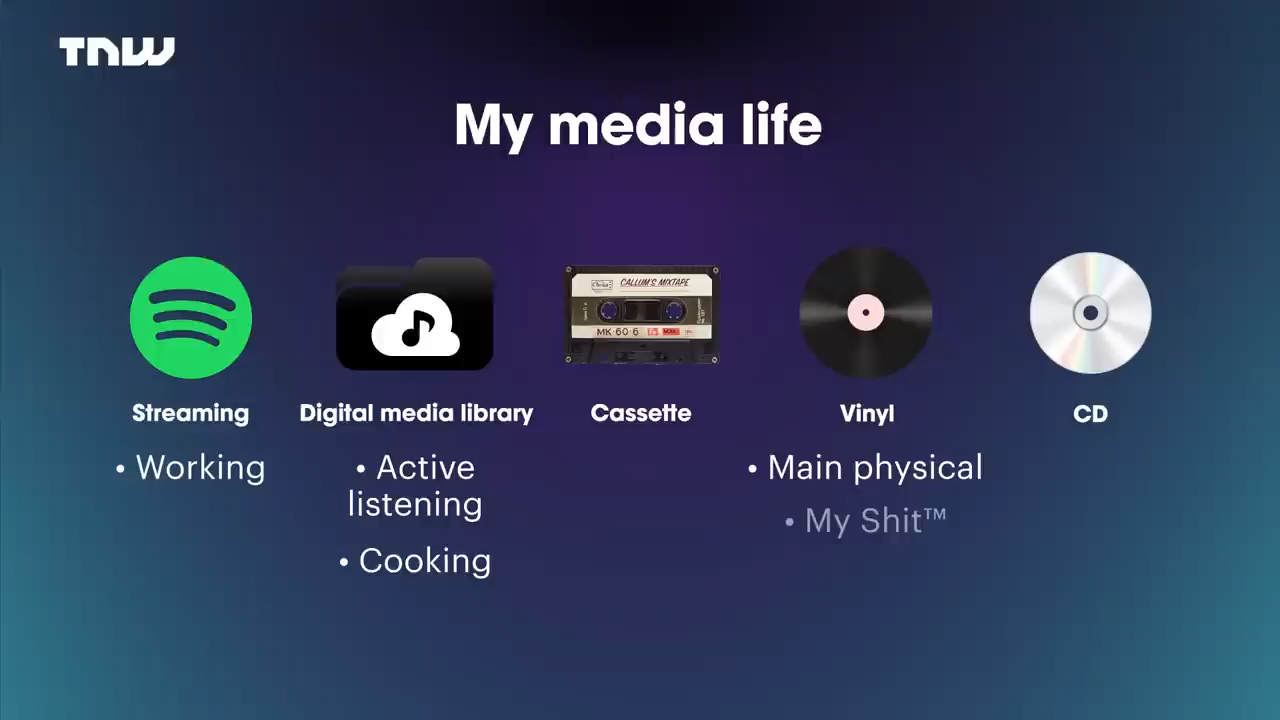 TNW
My media life
CALLUM'S MIXTAPE
MK·60·6
Streaming
Digital media library
Cassette
Vinyl
CD
• Working
• Active
listening
• Cooking
• Main physical
• My Shit™